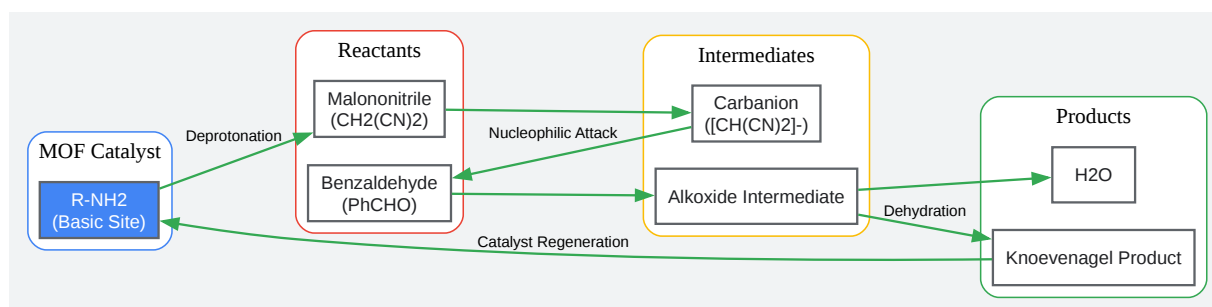 MOF Catalyst
R-NH2
(Basic Site)
Deprotonation
Reactants
Malononitrile
(CH2(CN)2)
Benzaldehyde
(PhCHO)
Nucleophilic Attack
Intermediates
Carbanion
([CH(CN)2]-)
Alkoxide Intermediate
Dehydration
Products
H2O
Knoevenagel Product
Catalyst Regeneration